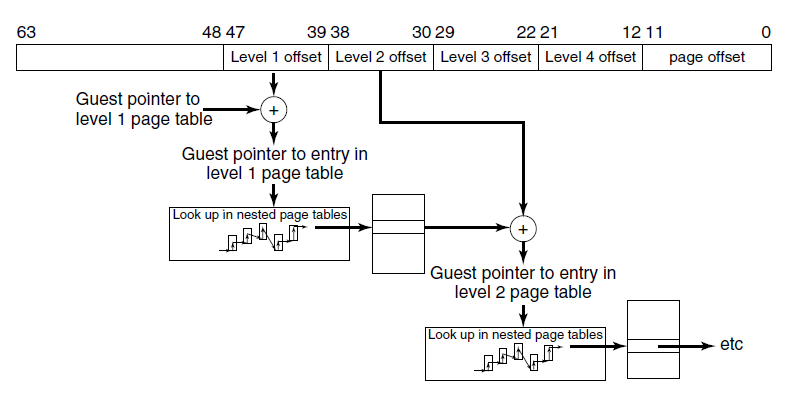 63 48 47 39 38 30 29 22 21 12 11 0
Level 1 offset Level 2 offset Level 3 offset Level 4 offset page offset
Guest pointer to
level 1 page table
+
Guest pointer to entry in
level 1 page table
Look up in nested page tables
+
Guest pointer to entry in
level 2 page table
Look up in nested page tables
etc